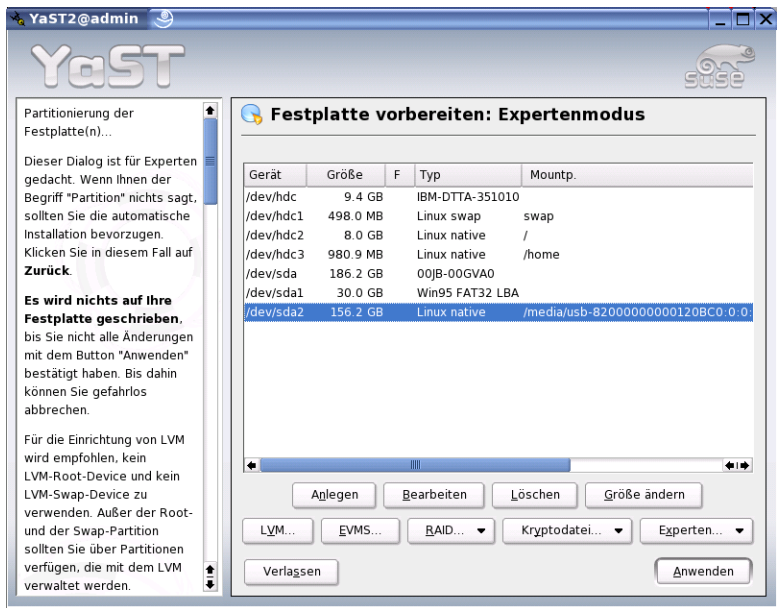 YaST2@admin
YaST
suse
Partitionierung der
Festplatte(n)...
Dieser Dialog ist für Experten
gedacht. Wenn Ihnen der
Begriff "Partition" nichts sagt,
sollten Sie die automatische
Installation bevorzugen.
Klicken Sie in diesem Fall auf
Zurück.
Es wird nichts auf Ihre
Festplatte geschrieben,
bis Sie nicht alle Änderungen
mit dem Button "Anwenden"
bestätigt haben. Bis dahin
können Sie gefahrlos
abbrechen.
Für die Einrichtung von LVM
wird empfohlen, kein
LVM-Root-Device und kein
LVM-Swap-Device zu
verwenden. Außer der Root-
und der Swap-Partition
sollten Sie über Partitionen
verfügen, die mit dem LVM
verwaltet werden.
Festplatte vorbereiten: Expertenmodus
Gerät Größe F Typ Mountp.
/dev/hdc 9.4 GB IBM-DTTA-351010
/dev/hdc1 498.0 MB Linux swap swap
/dev/hdc2 8.0 GB Linux native /
/dev/hdc3 980.9 MB Linux native /home
/dev/sda 186.2 GB 00JB-00GVA0
/dev/sda1 30.0 GB Win95 FAT32 LBA
/dev/sda2 156.2 GB Linux native /media/usb-82000000000120BC0:0:0:
Anlegen Bearbeiten Löschen Größe ändern
LVM... EVMS... RAID... Kryptodatei... Experten...
Verlassen Anwenden